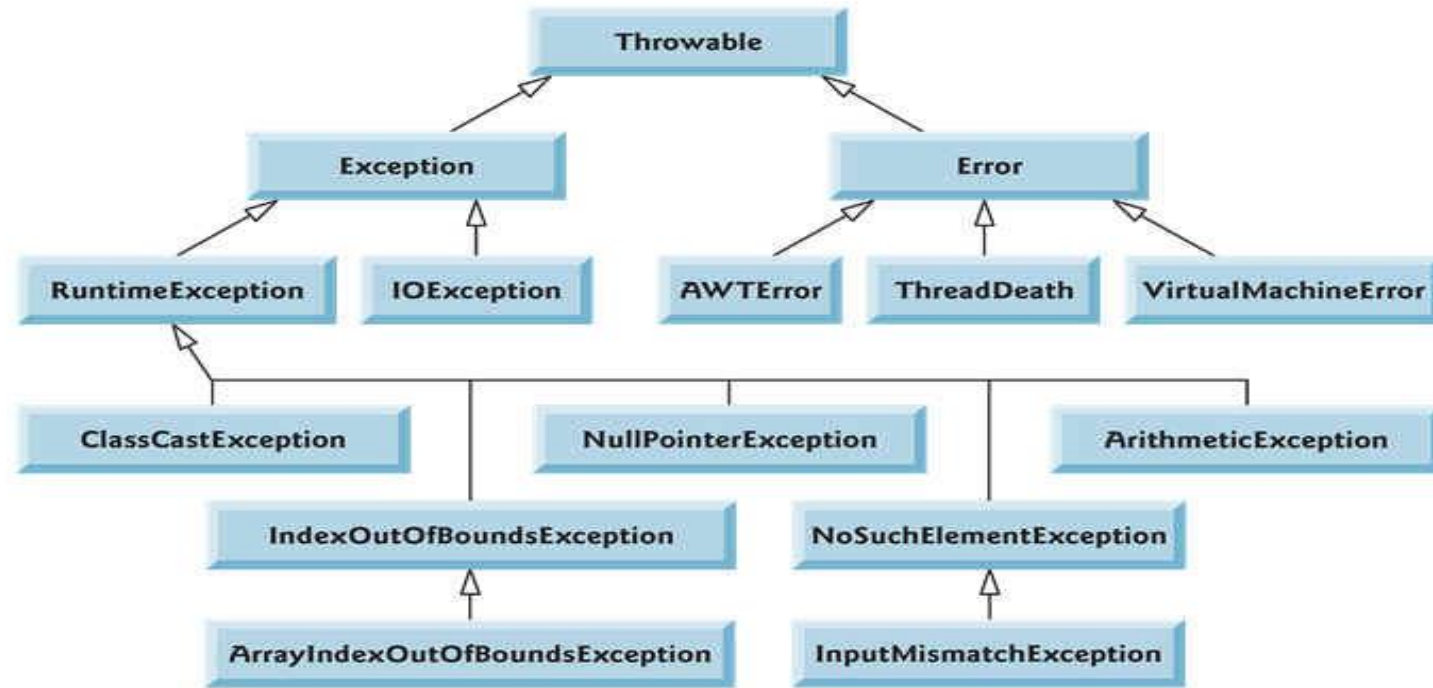 Throwable
Exception
Error
RuntimeException
IOException
AWTError
ThreadDeath
VirtualMachineError
ClassCastException
NullPointerException
ArithmeticException
IndexOutOfBoundsException
NoSuchElementException
ArrayIndexOutOfBoundsException
InputMismatchException